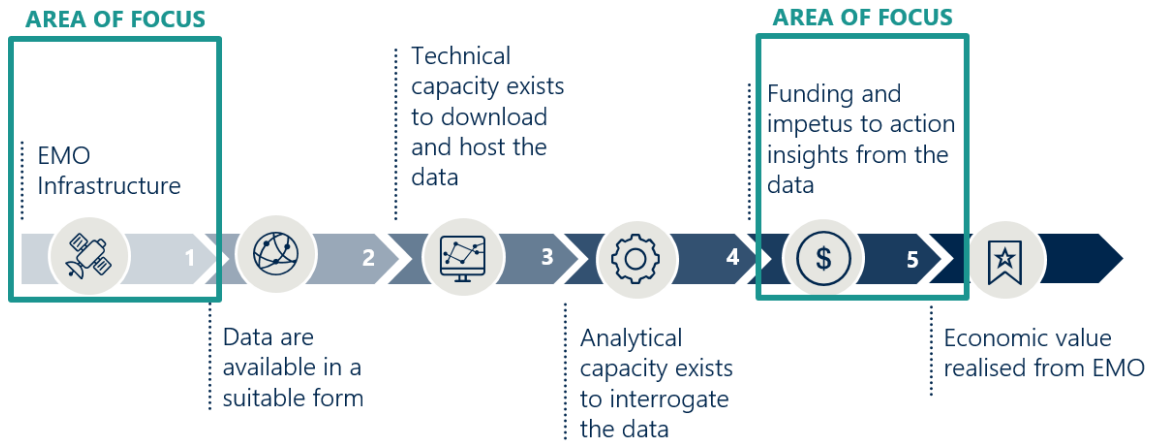 AREA OF FOCUS
EMO
Infrastructure
1
Data are
available in a
suitable form
2
Technical
capacity exists
to download
and host the
data
3
Analytical
capacity exists
to interrogate
the data
4
AREA OF FOCUS
Funding and
impetus to action
insights from the
data
$
5
Economic value
realised from EMO